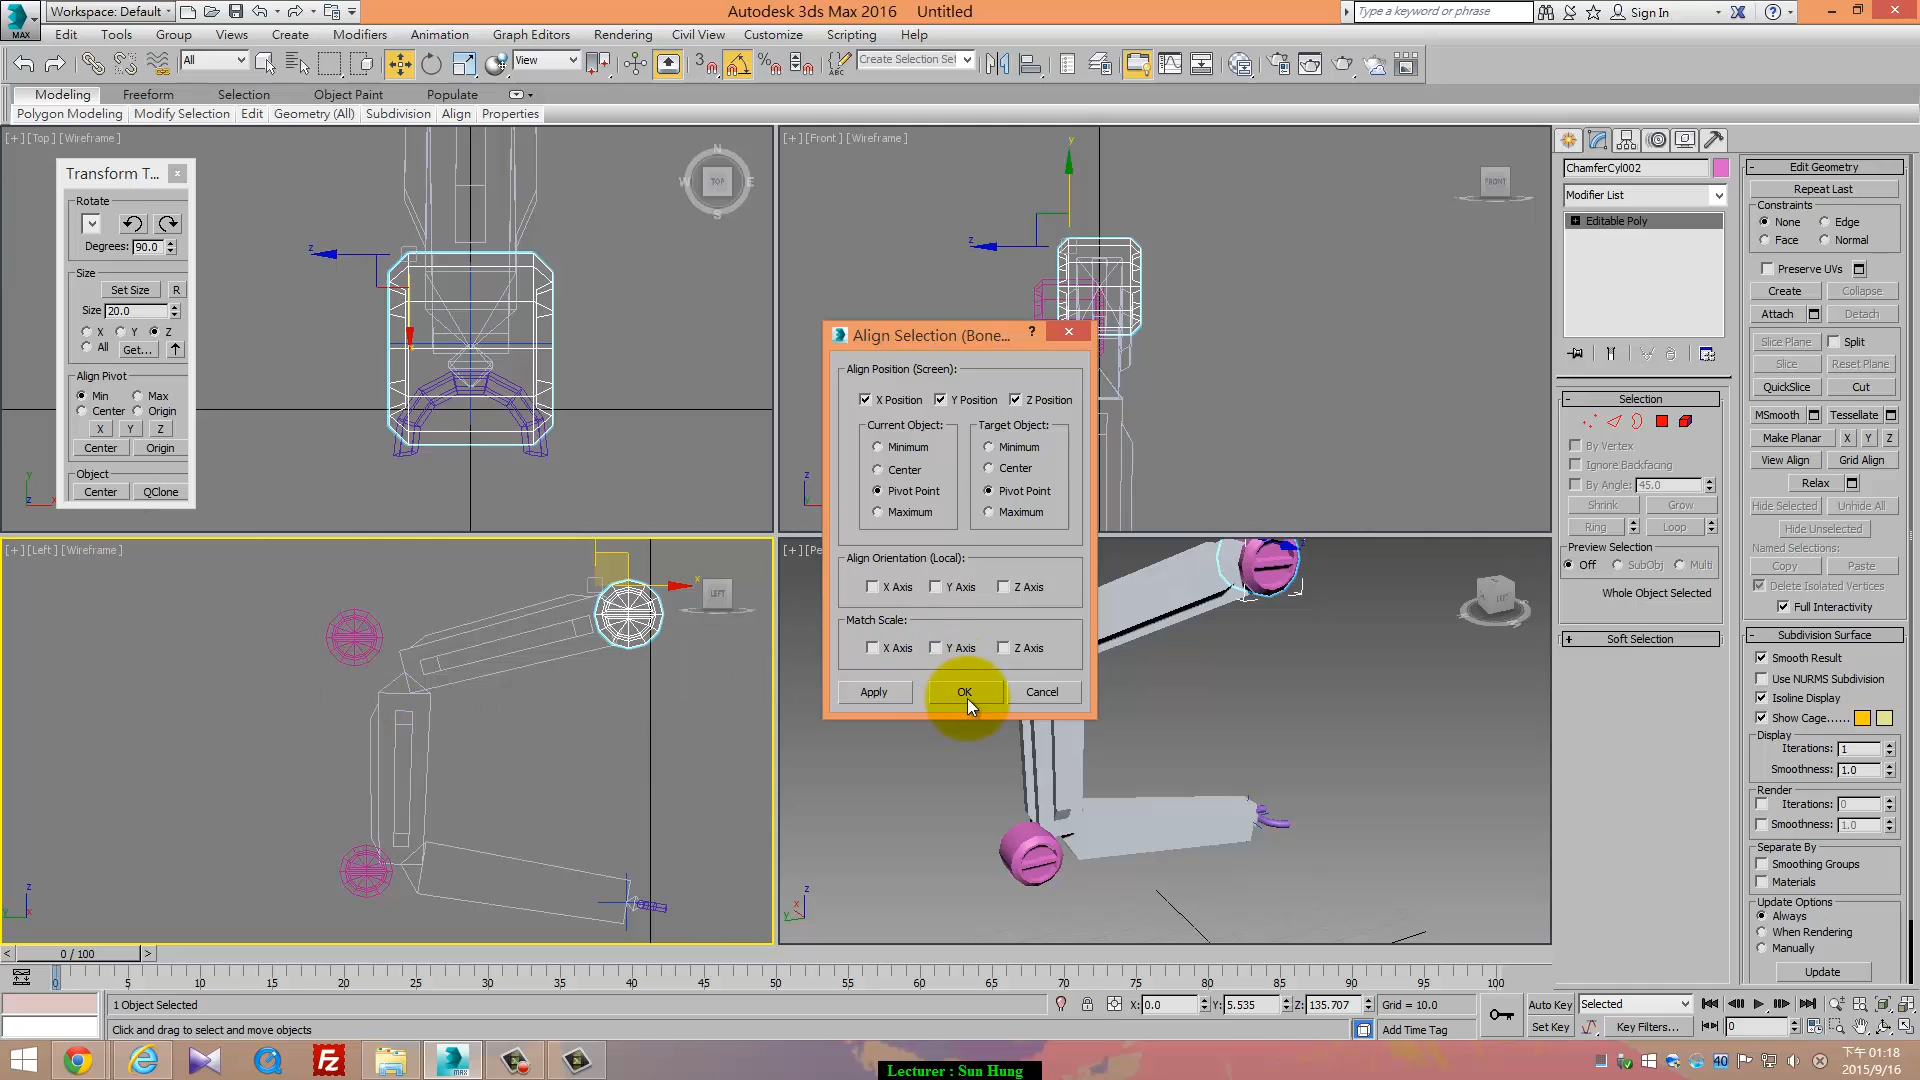 Workspace: Default
Autodesk 3ds Max 2016 Untitled
Type a keyword or phrase
Sign In
MAX
Edit Tools Group Views Create Modifiers Animation Graph Editors Rendering Civil View Customize Scripting Help
All
View
3
Create Selection Set
Modeling Freeform Selection Object Paint Populate
Polygon Modeling Modify Selection Edit Geometry (All) Subdivision Align Properties
[+] [Top] [Wireframe]
[+] [Front] [Wireframe]
Transform T...
Rotate
Degrees: 90.0
Size
Set Size R
Size 20.0
X Y Z
All Get...
Align Pivot
Min Max
Center Origin
X Y Z
Center Origin
Object
Center QClone
N
W TOP E
S
FRONT
Align Selection (Bone... ?
Align Position (Screen):
X Position Y Position Z Position
Current Object: Target Object:
Minimum Minimum
Center Center
Pivot Point Pivot Point
Maximum Maximum
Align Orientation (Local):
X Axis Y Axis Z Axis
Match Scale:
X Axis Y Axis Z Axis
Apply OK Cancel
[+] [Left] [Wireframe]
LEFT
ChamferCyl002
Modifier List
Editable Poly
Selection
By Vertex
Ignore Backfacing
By Angle: 45.0
Shrink Grow
Ring Loop
Preview Selection
Off SubObj Multi
Whole Object Selected
Soft Selection
Edit Geometry
Repeat Last
Constraints
None Edge
Face Normal
Preserve UVs
Create Collapse
Attach Detach
Slice Plane Split
Slice Reset Plane
QuickSlice Cut
MSmooth Tessellate
Make Planar X Y Z
View Align Grid Align
Relax
Hide Selected Unhide All
Hide Unselected
Named Selections:
Copy Paste
Delete Isolated Vertices
Full Interactivity
Subdivision Surface
Smooth Result
Use NURMS Subdivision
Isoline Display
Show Cage......
Display
Iterations: 1
Smoothness: 1.0
Render
Iterations: 0
Smoothness: 1.0
Separate By
Smoothing Groups
Materials
Update Options
Always
When Rendering
Manually
Update
< 0 / 100 >
0 5 10 15 20 25 30 35 40 45 50 55 60 65 70 75 80 85 90 95 100
1 Object Selected
X: 0.0 Y: 5.535 Z: 135.707
Grid = 10.0
Auto Key Selected
Click and drag to select and move objects
Add Time Tag
Set Key Key Filters...
0
Lecturer : Sun Hung
40
下午 01:18
2015/9/16